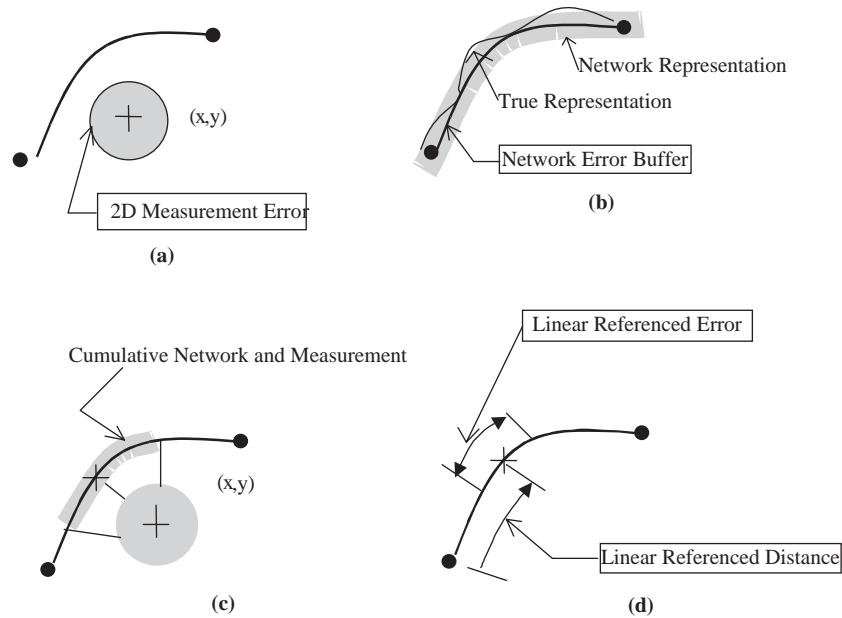 (x,y)
2D Measurement Error
(a)
Network Representation
True Representation
Network Error Buffer
(b)
Cumulative Network and Measurement
(x,y)
(c)
Linear Referenced Error
Linear Referenced Distance
(d)